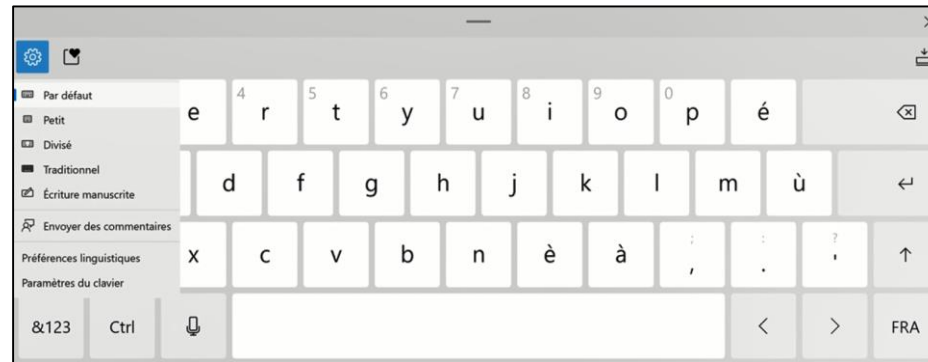 Par défaut
Petit
Divisé
Traditionnel
Écriture manuscrite
Envoyer des commentaires
Préférences linguistiques
Paramètres du clavier
e 4 r 5 t 6 y 7 u 8 i 9 o 0 p é
d f g h j k l m ù
x c v b n è à ; , : . ? '
&123 Ctrl < > FRA